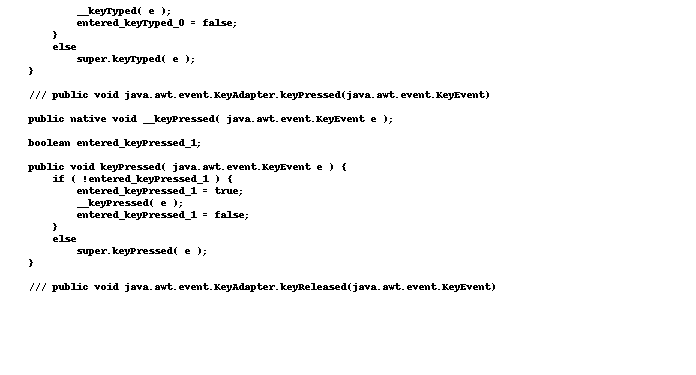 __keyTyped( e );
        entered_keyTyped_0 = false;
    }
    else
        super.keyTyped( e );
}

/// public void java.awt.event.KeyAdapter.keyPressed(java.awt.event.KeyEvent)

public native void __keyPressed( java.awt.event.KeyEvent e );

boolean entered_keyPressed_1;

public void keyPressed( java.awt.event.KeyEvent e ) {
    if ( !entered_keyPressed_1 ) {
        entered_keyPressed_1 = true;
        __keyPressed( e );
        entered_keyPressed_1 = false;
    }
    else
        super.keyPressed( e );
}

/// public void java.awt.event.KeyAdapter.keyReleased(java.awt.event.KeyEvent)